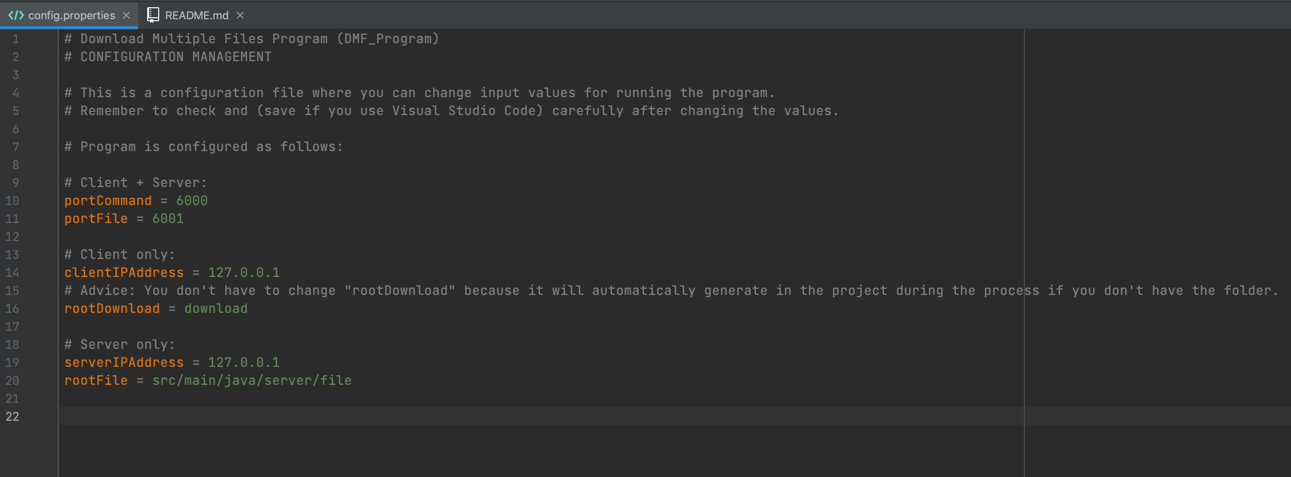 config.properties
README.md
1 # Download Multiple Files Program (DMF_Program)
2 # CONFIGURATION MANAGEMENT
3
4 # This is a configuration file where you can change input values for running the program.
5 # Remember to check and (save if you use Visual Studio Code) carefully after changing the values.
6
7 # Program is configured as follows:
8
9 # Client + Server:
10 portCommand = 6000
11 portFile = 6001
12
13 # Client only:
14 clientIPAddress = 127.0.0.1
15 # Advice: You don't have to change "rootDownload" because it will automatically generate in the project during the process if you don't have the folder.
16 rootDownload = download
17
18 # Server only:
19 serverIPAddress = 127.0.0.1
20 rootFile = src/main/java/server/file
21
22